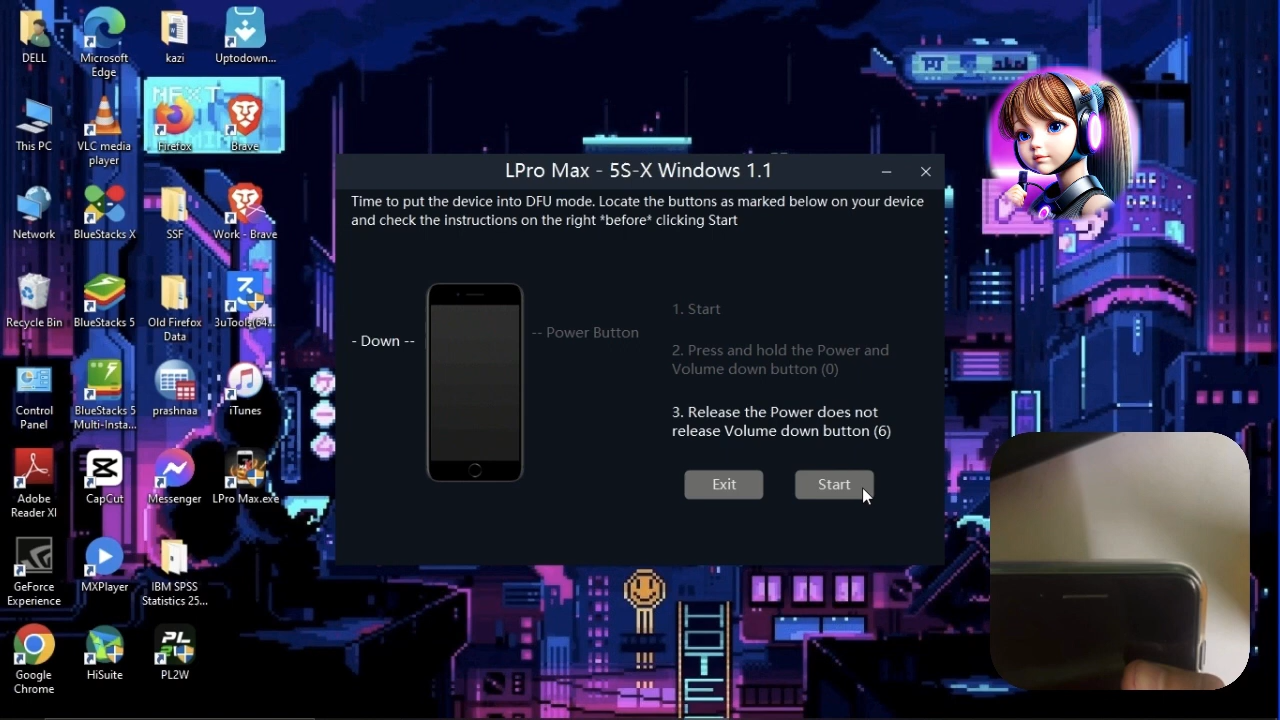 DELL
Microsoft
Edge
kazi
Uptodown...
This PC
VLC media
player
NEXT
Firefox
Brave
Network
BlueStacks X
SSF
Work - Brave
Recycle Bin
BlueStacks 5
Old Firefox
Data
3uTools(64...
Control
Panel
BlueStacks 5
Multi-Insta...
prashnaa
iTunes
Adobe
Reader XI
CapCut
Messenger
LPro Max.exe
GeForce
Experience
MXPlayer
IBM SPSS
Statistics 25...
Google
Chrome
HiSuite
PL2W
PL2W
LPro Max - 5S-X Windows 1.1
Time to put the device into DFU mode. Locate the buttons as marked below on your device
and check the instructions on the right *before* clicking Start
- Down --
-- Power Button
1. Start
2. Press and hold the Power and
Volume down button (0)
3. Release the Power does not
release Volume down button (6)
Exit
Start
HOTE